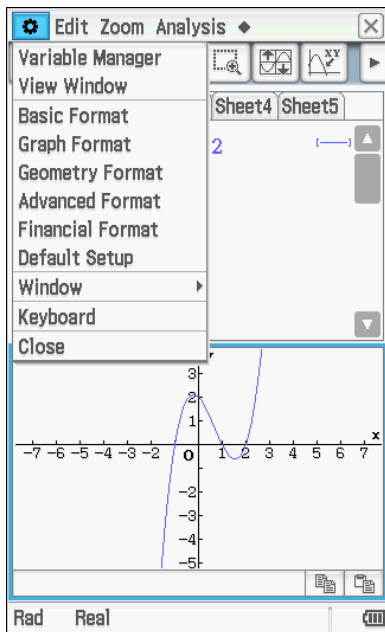 Edit Zoom Analysis
Variable Manager
View Window
XY
Basic Format
Sheet4 Sheet5
Graph Format
2
Geometry Format
Advanced Format
Financial Format
Default Setup
Window
Keyboard
Close
3
2
1
x
-7 -6 -5 -4 -3 -2 0 1 2 3 4 5 6 7
-2
-3
-4
-5
Rad Real